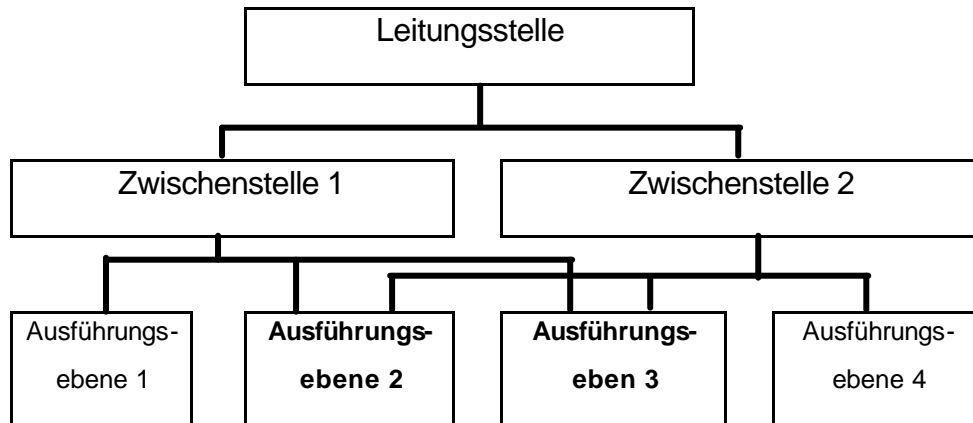 Leitungsstelle
Zwischenstelle 1
Zwischenstelle 2
Ausführungs-
ebene 1
Ausführungs-
ebene 2
Ausführungs-
eben 3
Ausführungs-
ebene 4